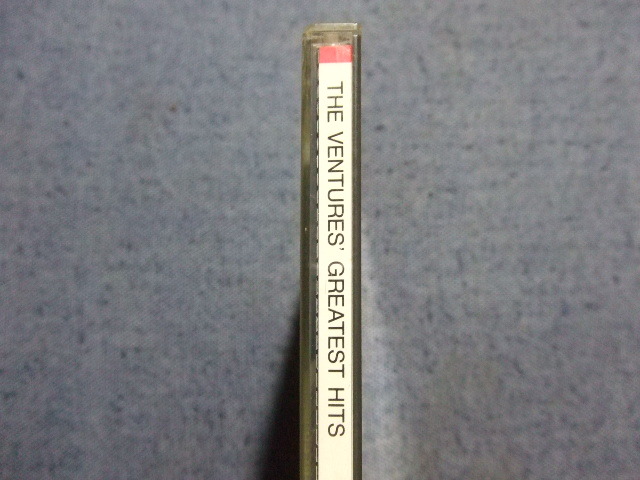 THE VENTURES' GREATEST HITS